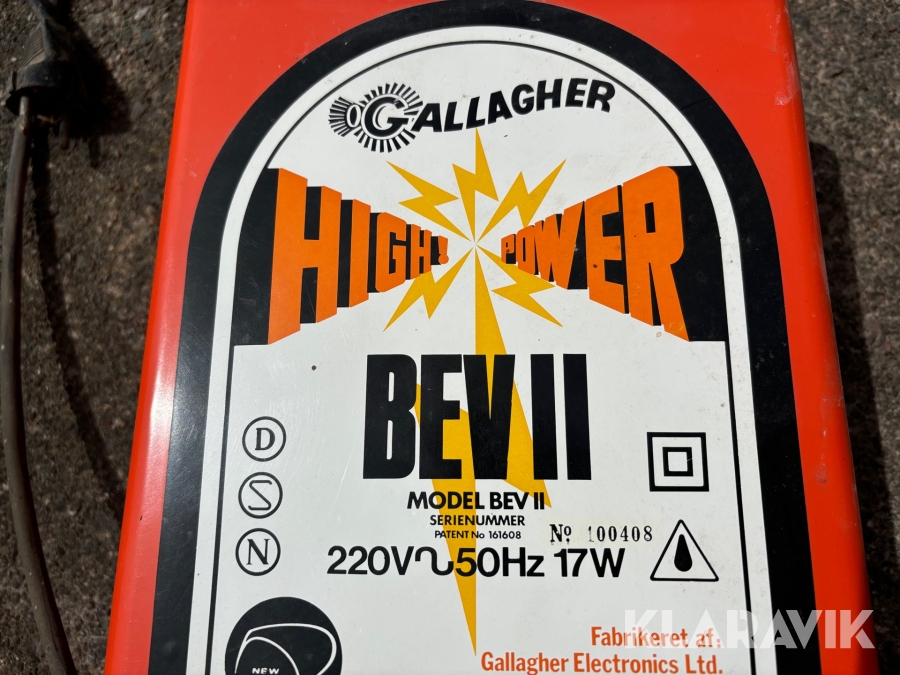 GALLAGHER
HIGH! POWER
BEV II
D
S
N
MODEL BEV II
SERIENUMMER
PATENT No 161608
Nº 100408
220V~50Hz 17W
Fabrikeret af:
Gallagher Electronics Ltd.
NEW
KLARAVIK